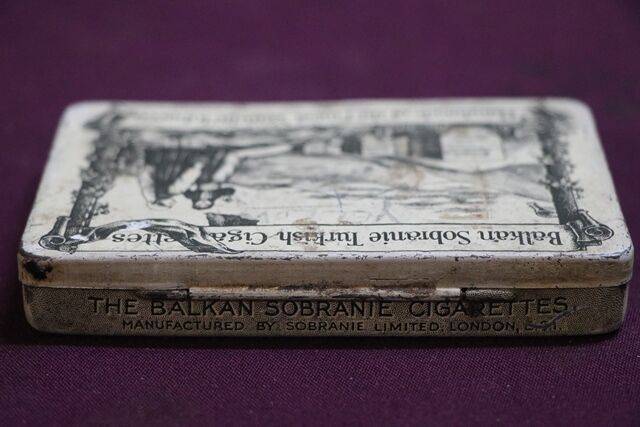 Balkan Sobranie Turkish Cigarettes
THE BALKAN SOBRANIE CIGARETTES
MANUFACTURED BY SOBRANIE LIMITED, LONDON,